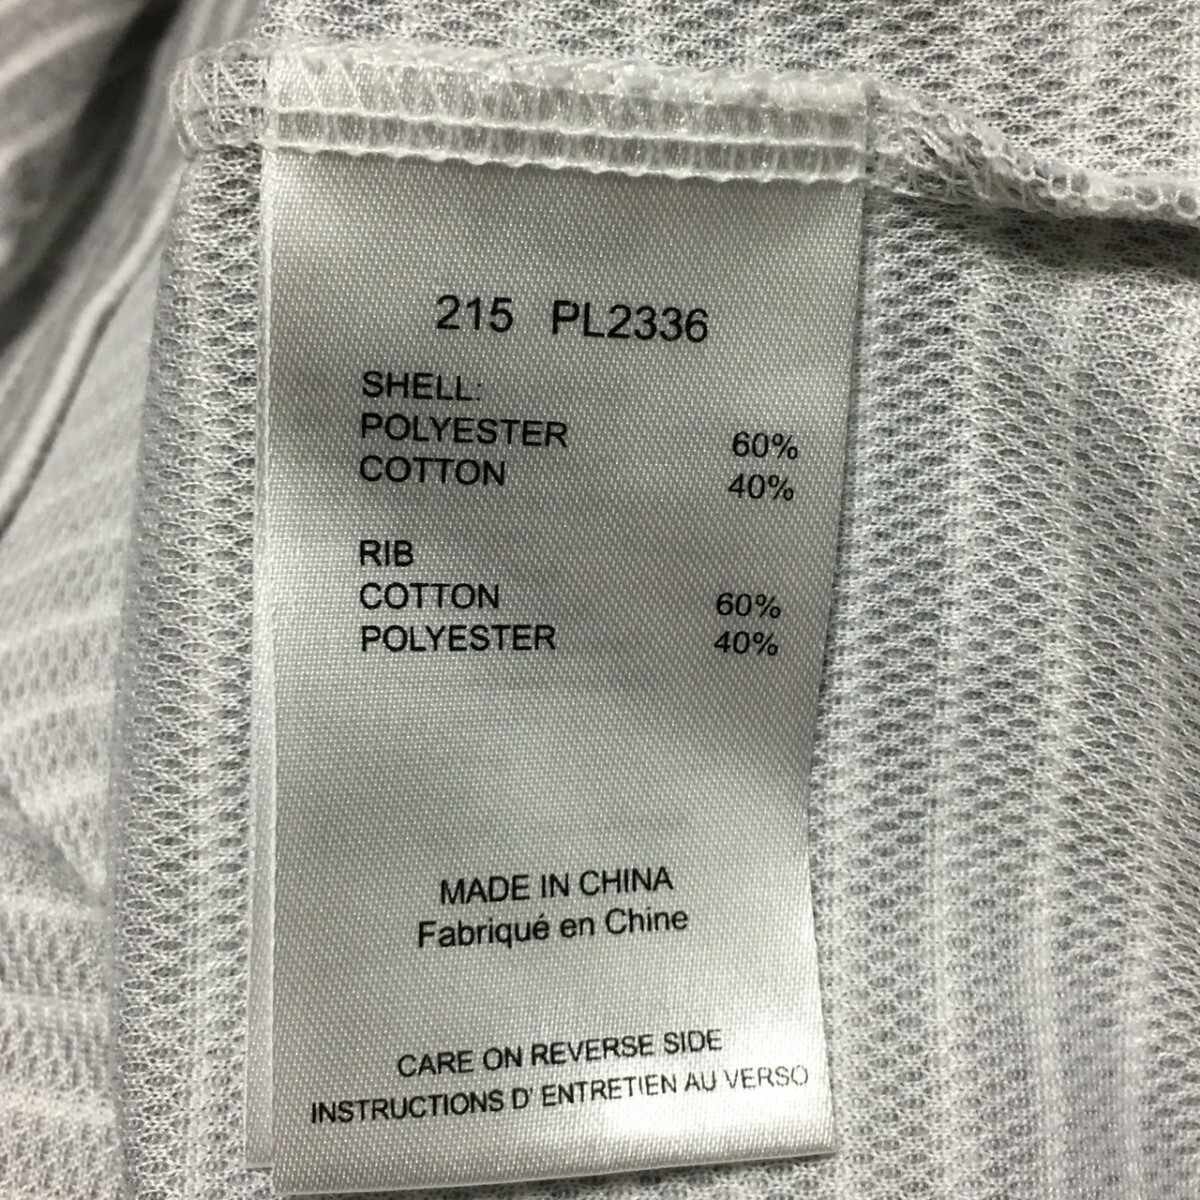 215 PL2336
SHELL:
POLYESTER 60%
COTTON 40%
RIB
COTTON 60%
POLYESTER 40%
MADE IN CHINA
Fabriqué en Chine
CARE ON REVERSE SIDE
INSTRUCTIONS D' ENTRETIEN AU VERSO